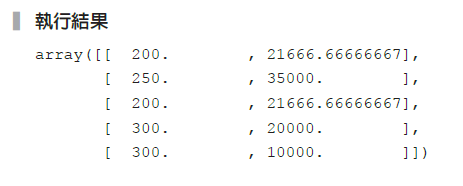 執行結果
array([[  200.        , 21666.66666667],
       [  250.        , 35000.        ],
       [  200.        , 21666.66666667],
       [  300.        , 20000.        ],
       [  300.        , 10000.        ]])